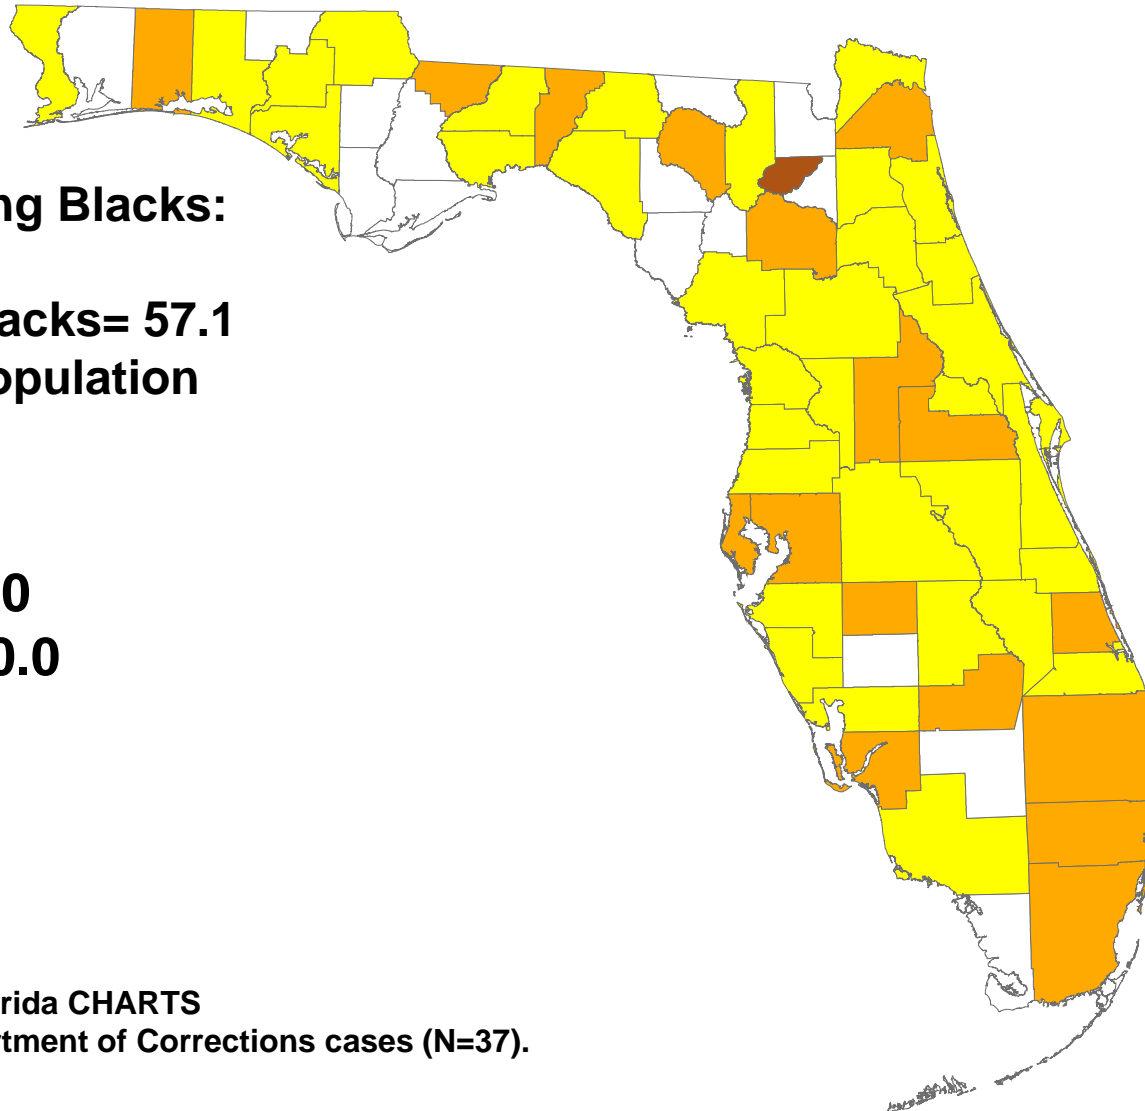 ng Blacks:
acks= 57.1
opulation
0
0.0
rida CHARTS
rtment of Corrections cases (N=37).